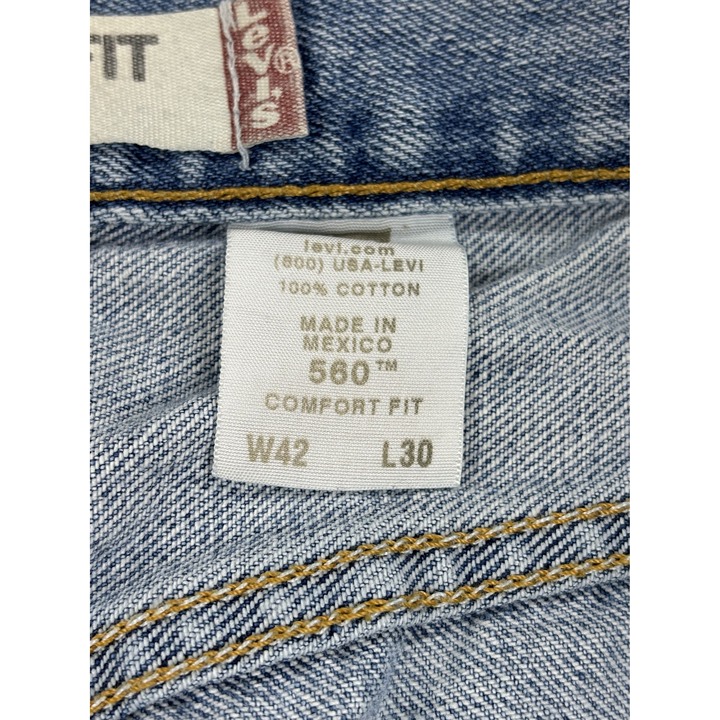 FIT
LEVI'S®
levi.com
(800) USA-LEVI
100% COTTON
MADE IN
MEXICO
560™
COMFORT FIT
W42 L30